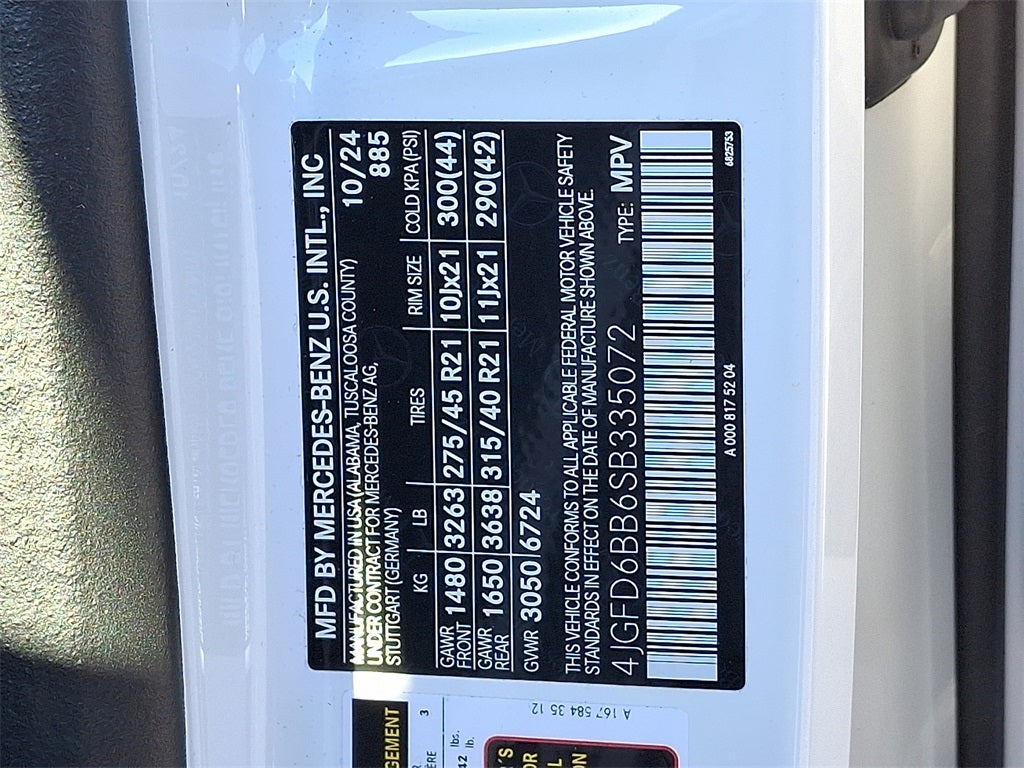 MFD BY MERCEDES-BENZ U.S. INTL., INC
MANUFACTURED IN USA (ALABAMA, TUSCALOOSA COUNTY) 10/24
UNDER CONTRACT FOR MERCEDES-BENZ AG, 885
STUTTGART (GERMANY)
KG LB TIRES RIM SIZE COLD KPA (PSI)
GAWR FRONT 1480 3263 275/45 R21 10Jx21 300(44)
GAWR REAR 1650 3638 315/40 R21 11Jx21 290(42)
GVWR 3050 6724
THIS VEHICLE CONFORMS TO ALL APPLICABLE FEDERAL MOTOR VEHICLE SAFETY
STANDARDS IN EFFECT ON THE DATE OF MANUFACTURE SHOWN ABOVE.
4JGFD6BB6SB335072 TYPE: MPV
A 000 817 52 04 6825753
A 167 584 35 12
3
lbs.
lb.